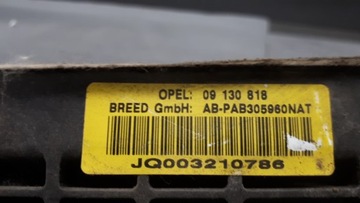 OPEL: 09 130 818
BREED GmbH: AB-PAB305960NAT
JQ003210786